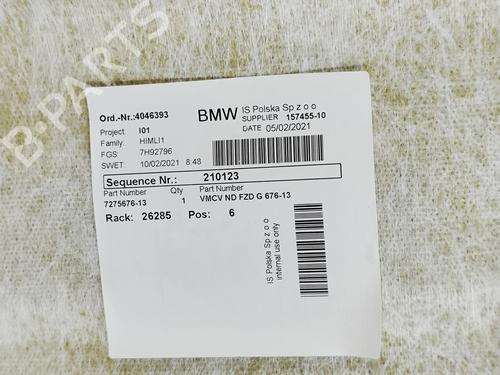 Ord.-Nr.:4046393
BMW
IS Polska Sp z o o
SUPPLIER 157455-10
DATE 05/02/2021
Project: I01
Family: HIMLI1
FGS: 7H92796
SWET: 10/02/2021 8:48
Sequence Nr.: 210123
Part Number Qty Part Number
7275676-13 1 VMCV ND FZD G 676-13
Rack: 26285 Pos: 6
IS Polska Sp z o o
internal use only
B-PARTS